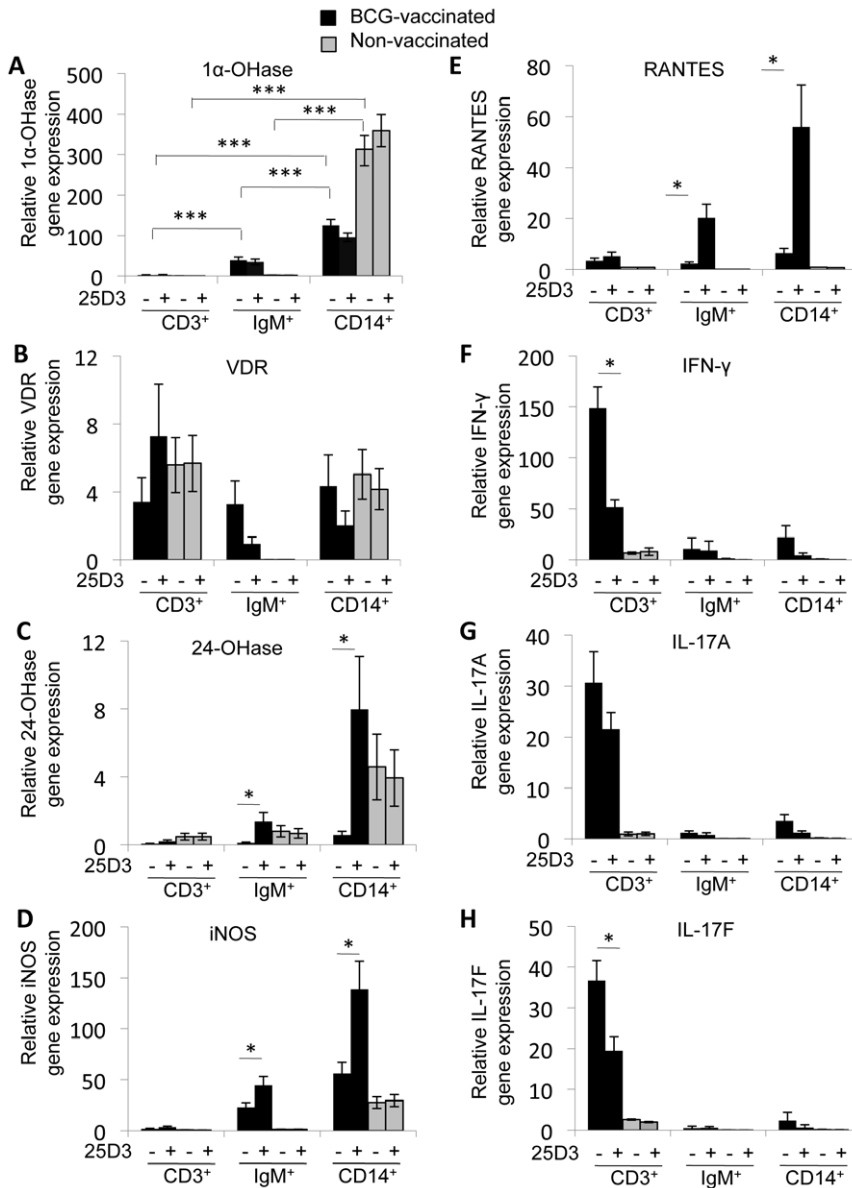 BCG-vaccinated
Non-vaccinated
A
1α-OHase
Relative 1α-OHase
gene expression
500
400
300
200
100
0
***
***
***
***
***
25D3 - + - + - + - + - + - +
CD3⁺ IgM⁺ CD14⁺
B
VDR
Relative VDR
gene expression
12
8
4
0
25D3 - + - + - + - + - + - +
CD3⁺ IgM⁺ CD14⁺
C
24-OHase
Relative 24-OHase
gene expression
12
8
4
0
*
*
25D3 - + - + - + - + - + - +
CD3⁺ IgM⁺ CD14⁺
D
iNOS
Relative iNOS
gene expression
200
150
100
50
0
*
*
25D3 - + - + - + - + - + - +
CD3⁺ IgM⁺ CD14⁺
E
RANTES
Relative RANTES
gene expression
80
60
40
20
0
*
*
25D3 - + - + - + - + - + - +
CD3⁺ IgM⁺ CD14⁺
F
IFN-γ
Relative IFN-γ
gene expression
200
150
100
50
0
*
25D3 - + - + - + - + - + - +
CD3⁺ IgM⁺ CD14⁺
G
IL-17A
Relative IL-17A
gene expression
40
30
20
10
0
25D3 - + - + - + - + - + - +
CD3⁺ IgM⁺ CD14⁺
H
IL-17F
Relative IL-17F
gene expression
50
40
30
20
10
0
*
25D3 - + - + - + - + - + - +
CD3⁺ IgM⁺ CD14⁺